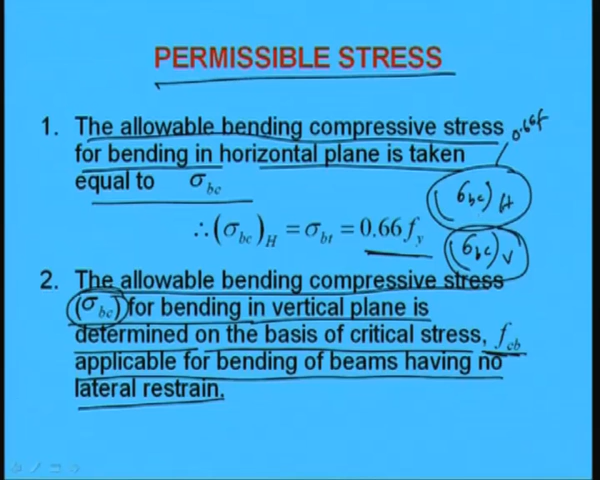 PERMISSIBLE STRESS
1. The allowable bending compressive stress
0.66f
for bending in horizontal plane is taken
equal to σbc
(σbc)H
∴(σbc)H = σbt = 0.66 fy
(σbc)V
2. The allowable bending compressive stress
(σbc) for bending in vertical plane is
determined on the basis of critical stress, fcb
applicable for bending of beams having no
lateral restrain.